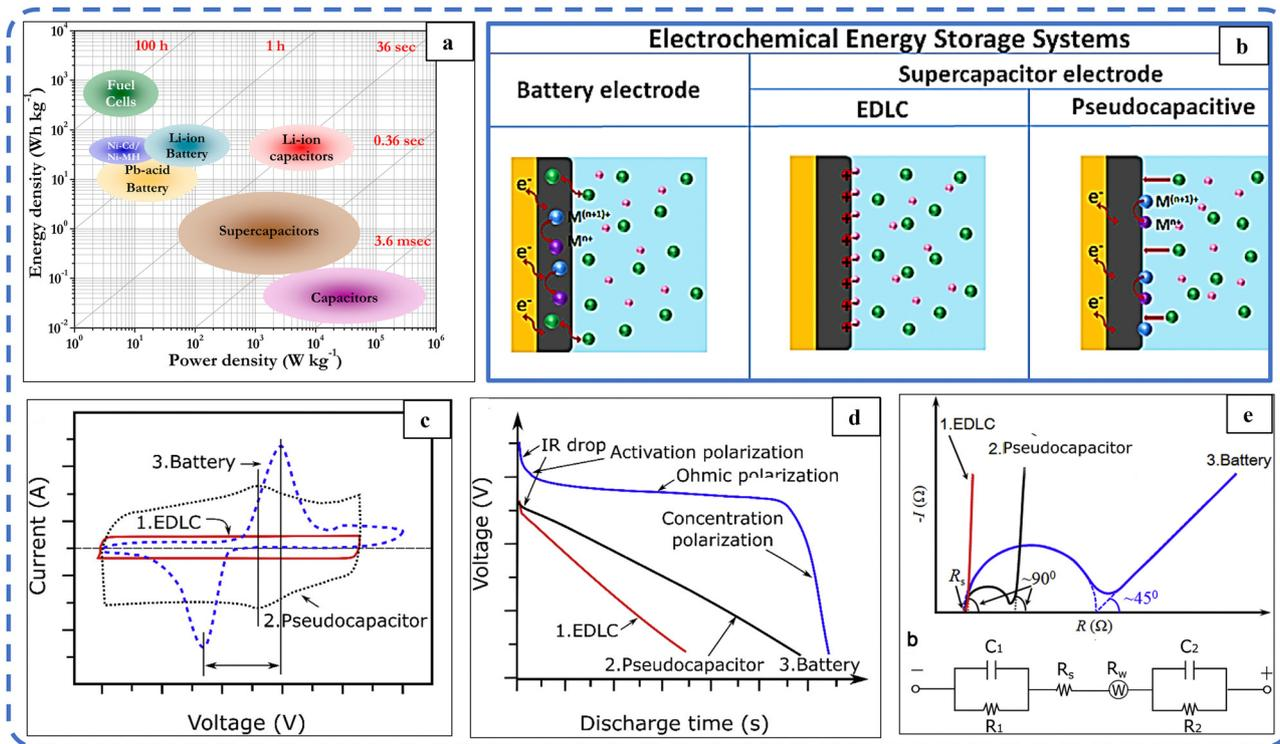 a
10⁴
10³
10²
10¹
10⁰
10⁻¹
10⁻²
Energy density (Wh kg⁻¹)
100 h
1 h
36 sec
0.36 sec
3.6 msec
Fuel
Cells
Ni-Cd/
Ni-MH
Li-ion
Battery
Li-ion
capacitors
Pb-acid
Battery
Supercapacitors
Capacitors
10⁰ 10¹ 10² 10³ 10⁴ 10⁵ 10⁶
Power density (W kg⁻¹)
b
Electrochemical Energy Storage Systems
Battery electrode
Supercapacitor electrode
EDLC
Pseudocapacitive
e⁻
M⁽ⁿ⁺¹⁾⁺
Mⁿ⁺
e⁻
e⁻
+
+
+
+
+
+
+
+
e⁻
M⁽ⁿ⁺¹⁾⁺
Mⁿ⁺
e⁻
e⁻
c
Current (A)
3.Battery
1.EDLC
2.Pseudocapacitor
Voltage (V)
d
Voltage (V)
IR drop
Activation polarization
Ohmic polarization
Concentration
polarization
1.EDLC
2.Pseudocapacitor
3.Battery
Discharge time (s)
e
-I (Ω)
1.EDLC
2.Pseudocapacitor
3.Battery
Rₛ
~90⁰
~45⁰
R (Ω)
b
C₁
C₂
−
Rₛ
R_w
W
+
R₁
R₂